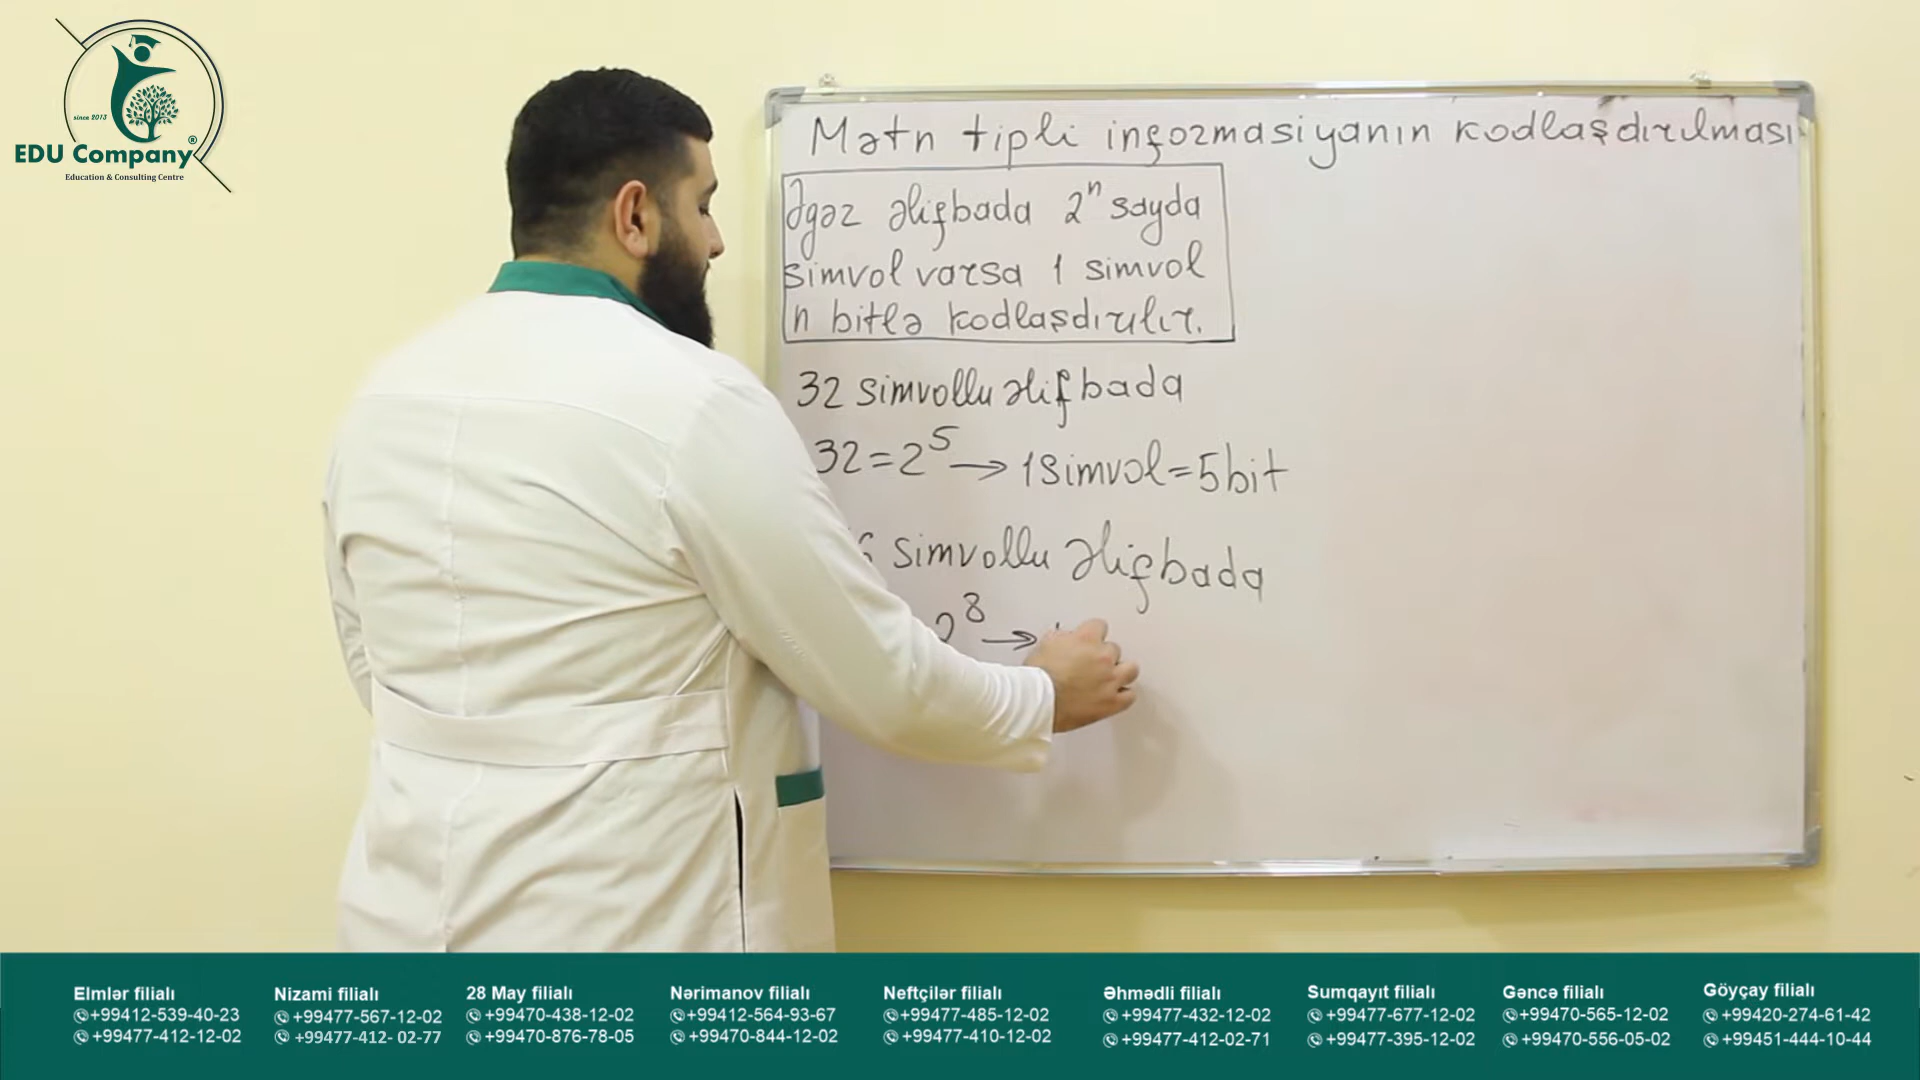 since 2013
EDU Company®
Education & Consulting Centre
Mətn tipli informasiyanın kodlaşdırılması
Əgər əlifbada 2ⁿ sayda
simvol varsa 1 simvol
n bitlə kodlaşdırılır.
32 simvollu əlifbada
32=2⁵→1simvol=5bit
6 simvollu əlifbada
2⁸→
Elmlər filialı
+99412-539-40-23
+99477-412-12-02
Nizami filialı
+99477-567-12-02
+99477-412- 02-77
28 May filialı
+99470-438-12-02
+99470-876-78-05
Nərimanov filialı
+99412-564-93-67
+99470-844-12-02
Neftçilər filialı
+99477-485-12-02
+99477-410-12-02
Əhmədli filialı
+99477-432-12-02
+99477-412-02-71
Sumqayıt filialı
+99477-677-12-02
+99477-395-12-02
Gəncə filialı
+99470-565-12-02
+99470-556-05-02
Göyçay filialı
+99420-274-61-42
+99451-444-10-44